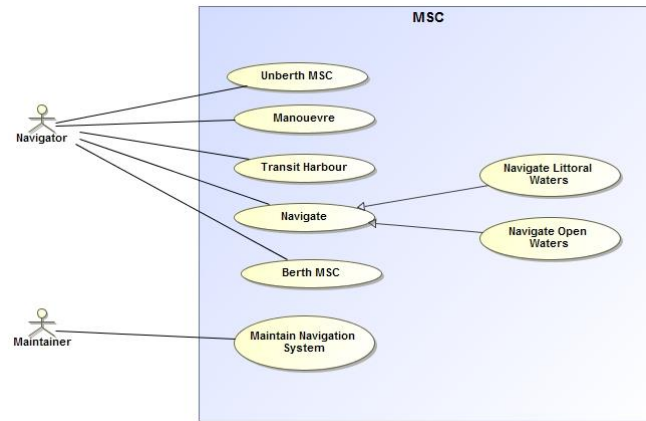 MSC
Unberth MSC
Manouevre
Navigator
Transit Harbour
Navigate Littoral
Waters
Navigate
Navigate Open
Waters
Berth MSC
Maintain Navigation
System
Maintainer